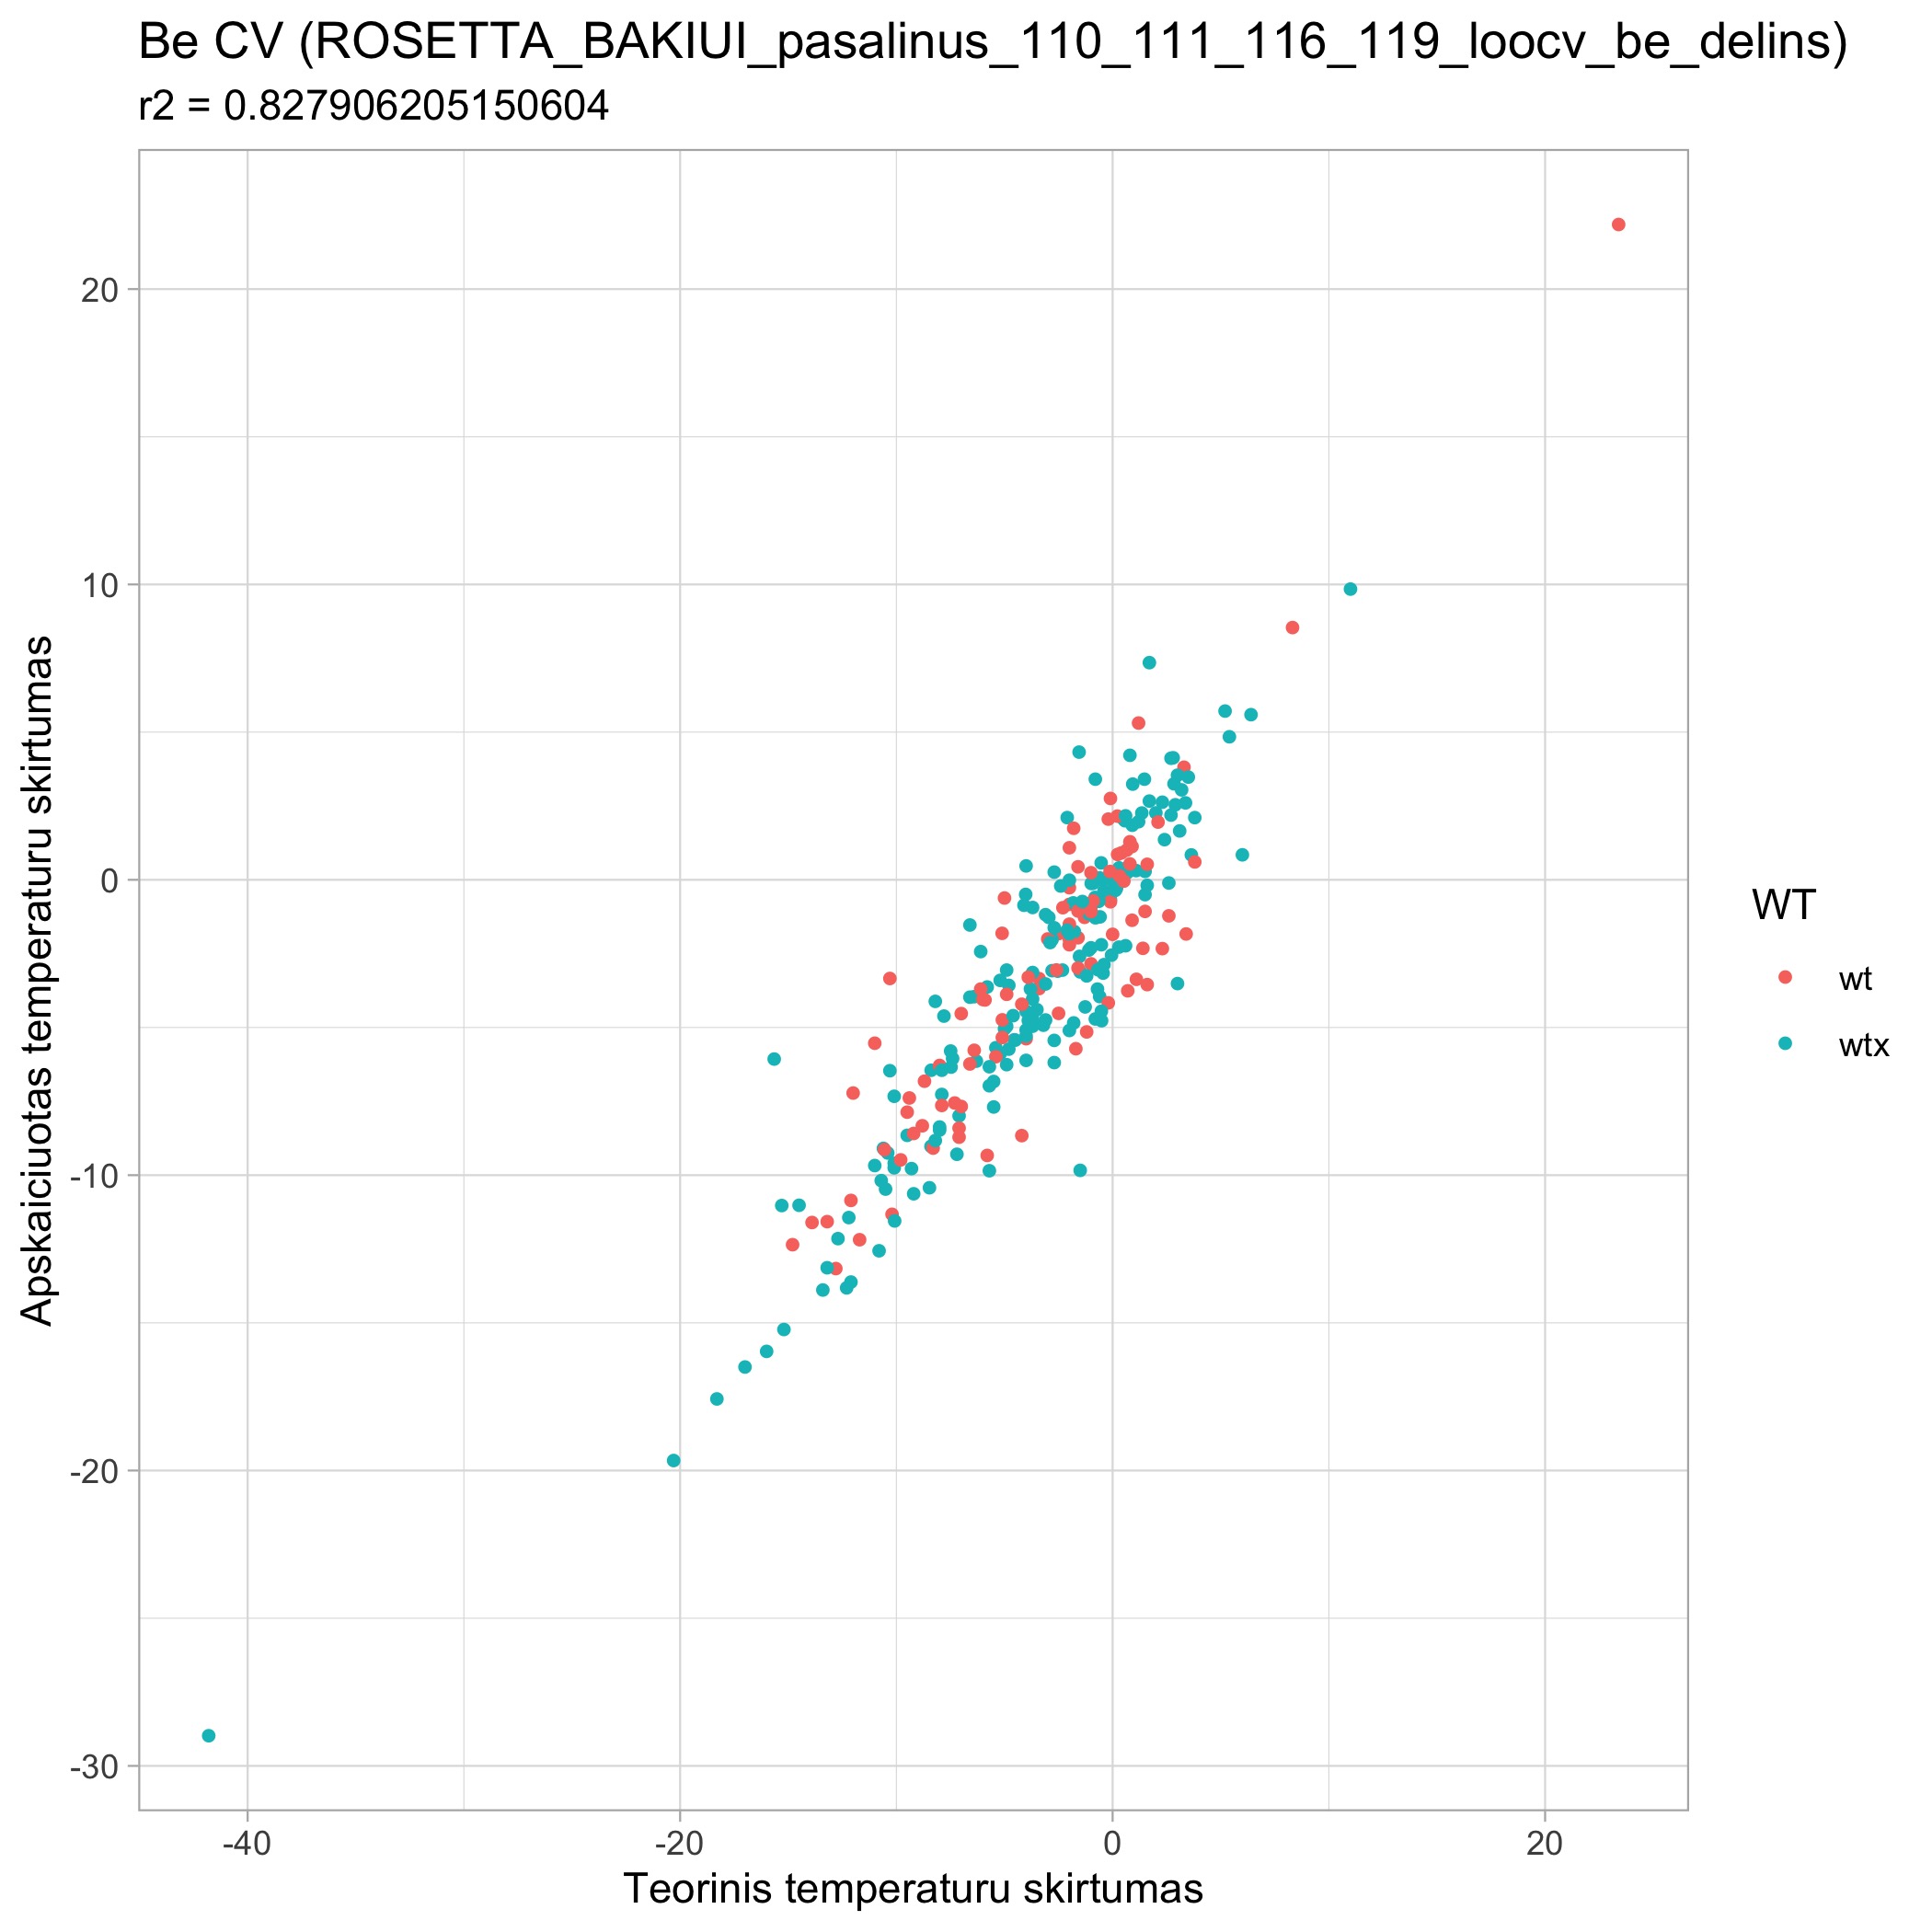 Be CV (ROSETTA_BAKIUI_pasalinus_110_111_116_119_loocv_be_delins)
r2 = 0.827906205150604
Apskaiciuotas temperaturu skirtumas
20
10
0
-10
-20
-30
-40
-20
0
20
Teorinis temperaturu skirtumas
WT
wt
wtx